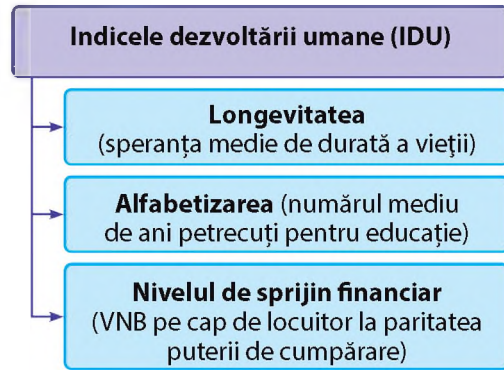 Indicele dezvoltării umane (IDU)
Longevitatea
(speranța medie de durată a vieţii)
Alfabetizarea (numărul mediu
de ani petrecuți pentru educație)
Nivelul de sprijin financiar
(VNB pe cap de locuitor la paritatea
puterii de cumpărare)